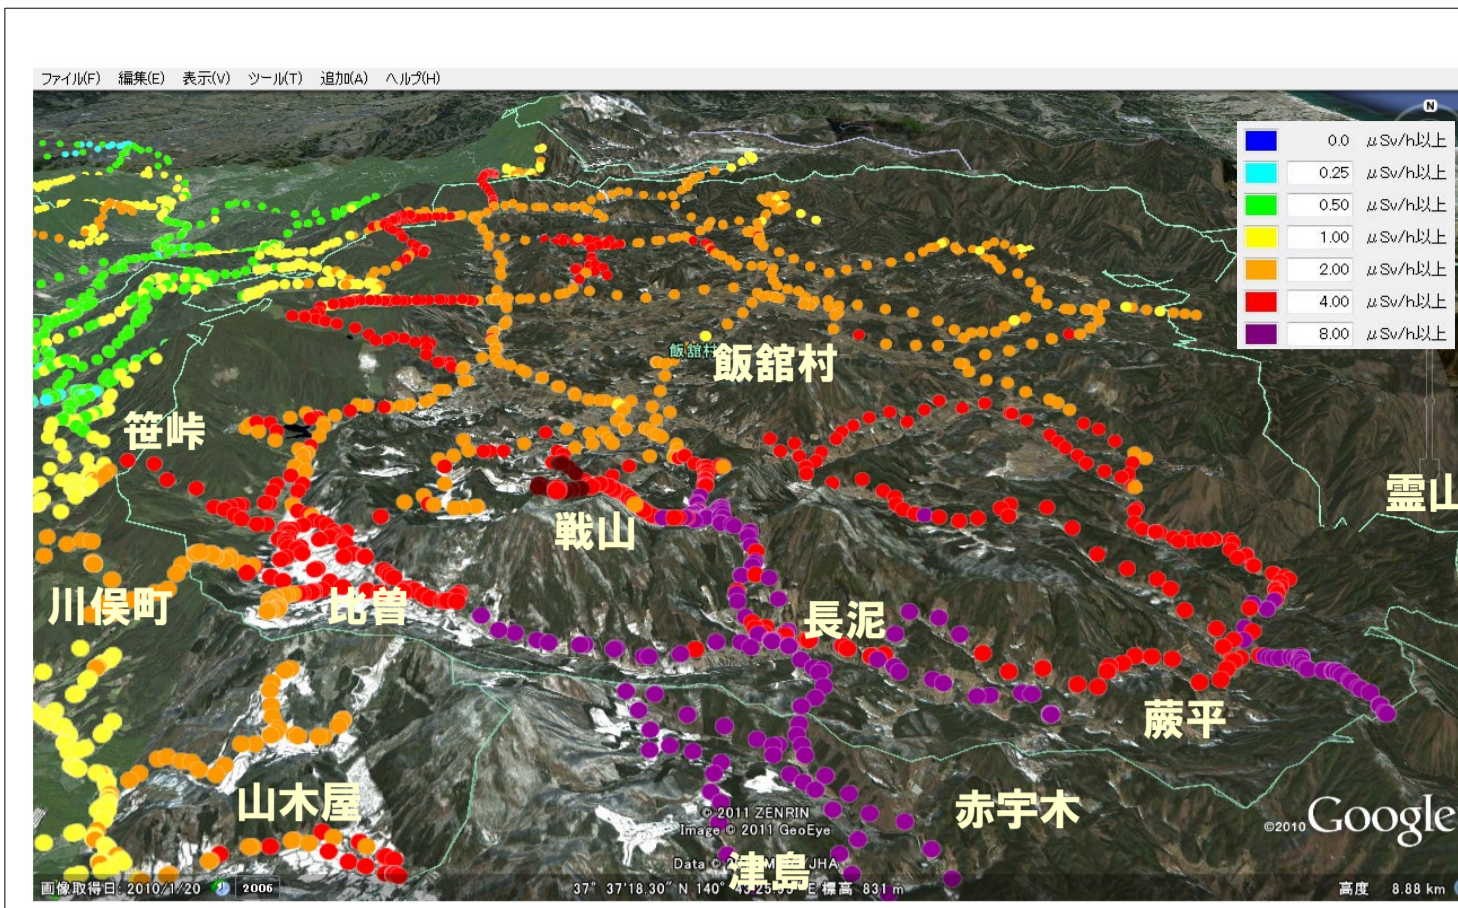 ファイル(F) 編集(E) 表示(V) ツール(T) 追加(A) ヘルプ(H)
N
0.0 μSv/h以上
0.25 μSv/h以上
0.50 μSv/h以上
1.00 μSv/h以上
2.00 μSv/h以上
4.00 μSv/h以上
8.00 μSv/h以上
飯舘村
飯舘村
笹峠
霊山
戦山
川俣町
比曽
長泥
蕨平
山木屋
赤宇木
© 2011 ZENRIN
Image © 2011 GeoEye
©2010 Google
Data ©
/JHA
津島
画像取得日: 2010/1/20
2006
37° 37'18.30" N 140°
E 標高 831 m
高度 8.88 km